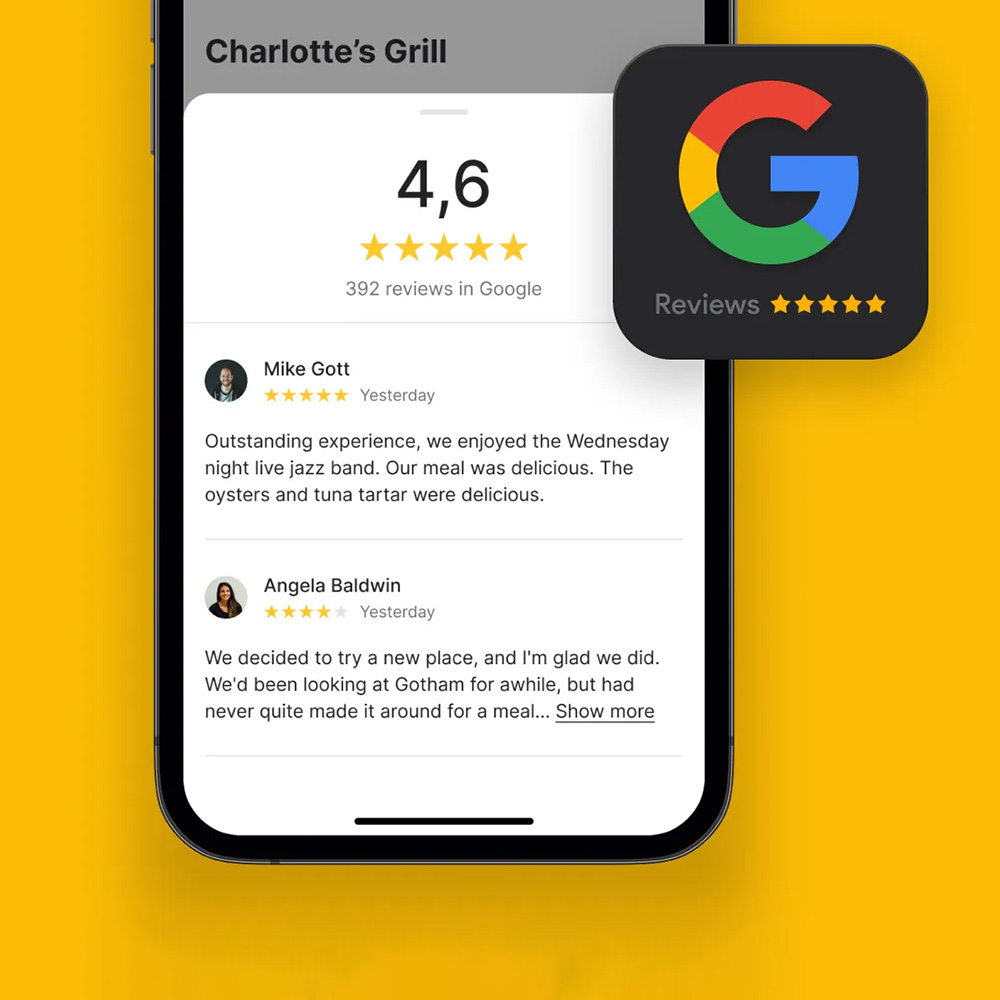 Charlotte’s Grill
4,6
392 reviews in Google
Reviews
Mike Gott
Yesterday
Outstanding experience, we enjoyed the Wednesday
night live jazz band. Our meal was delicious. The
oysters and tuna tartar were delicious.
Angela Baldwin
Yesterday
We decided to try a new place, and I'm glad we did.
We'd been looking at Gotham for awhile, but had
never quite made it around for a meal... Show more